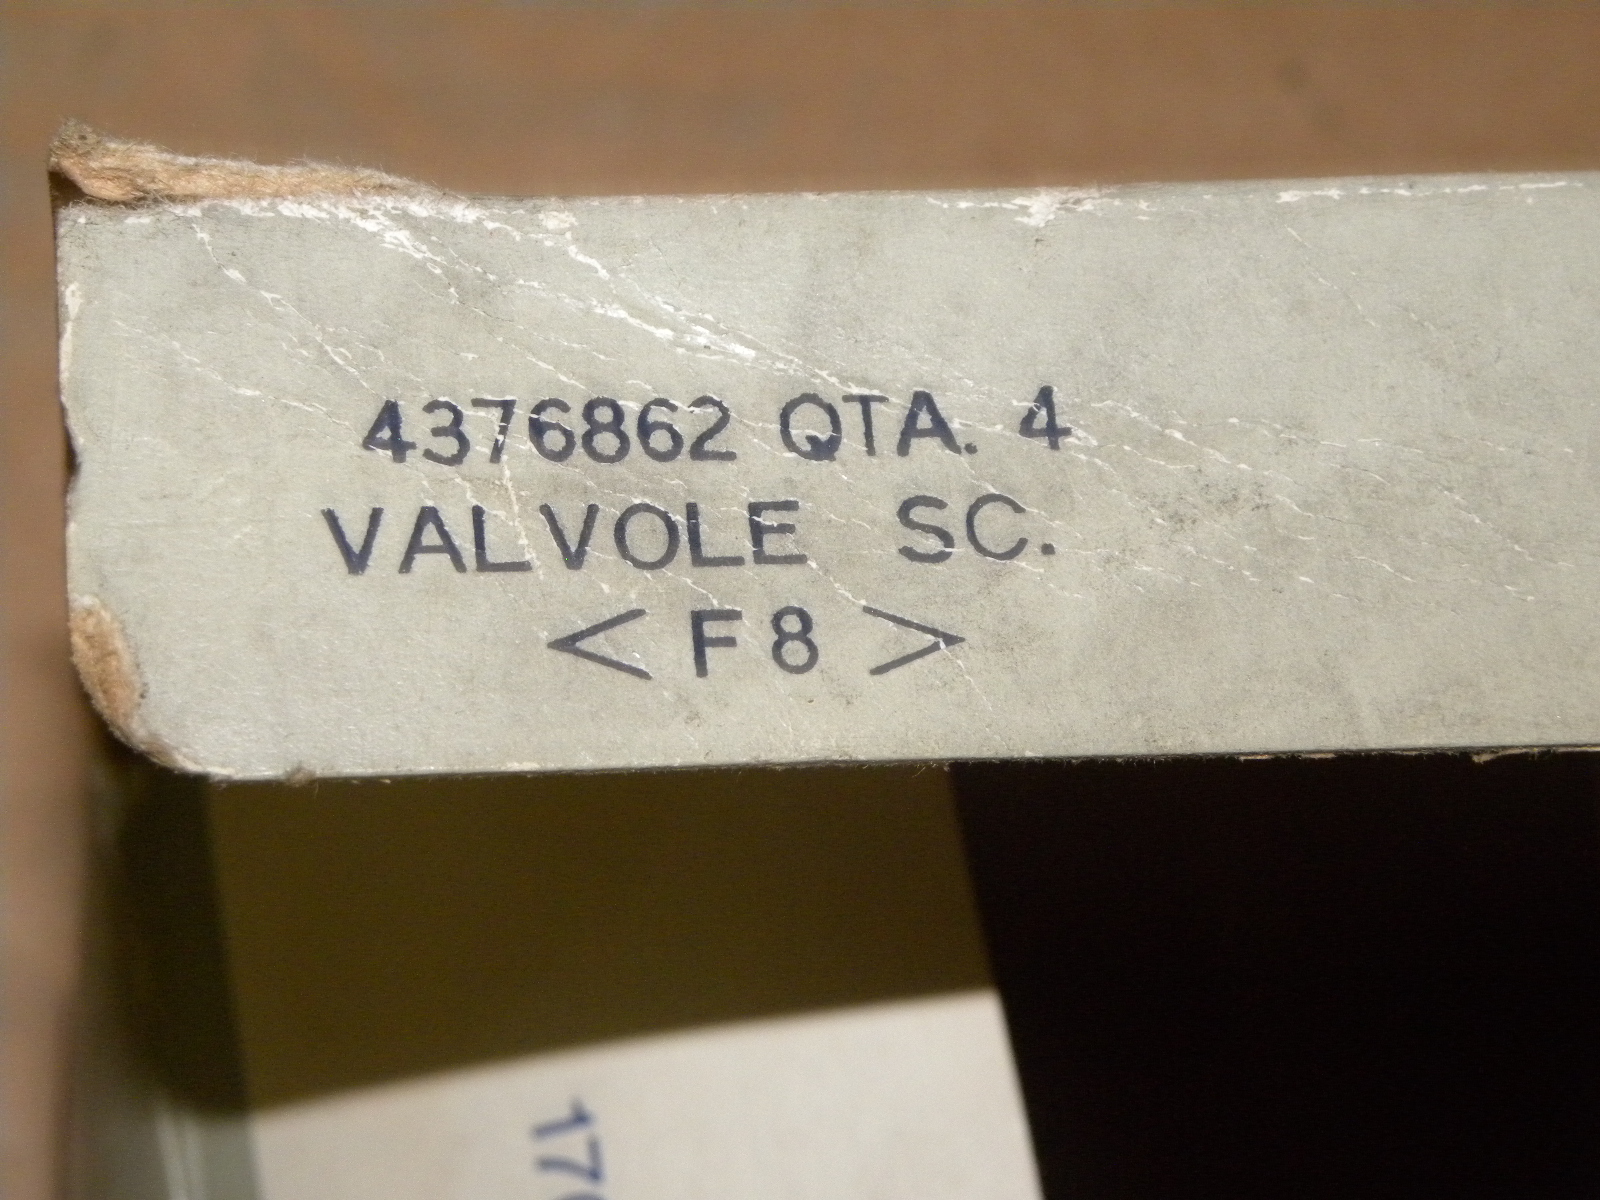 4376862 QTA. 4
VALVOLE SC.
<F8>